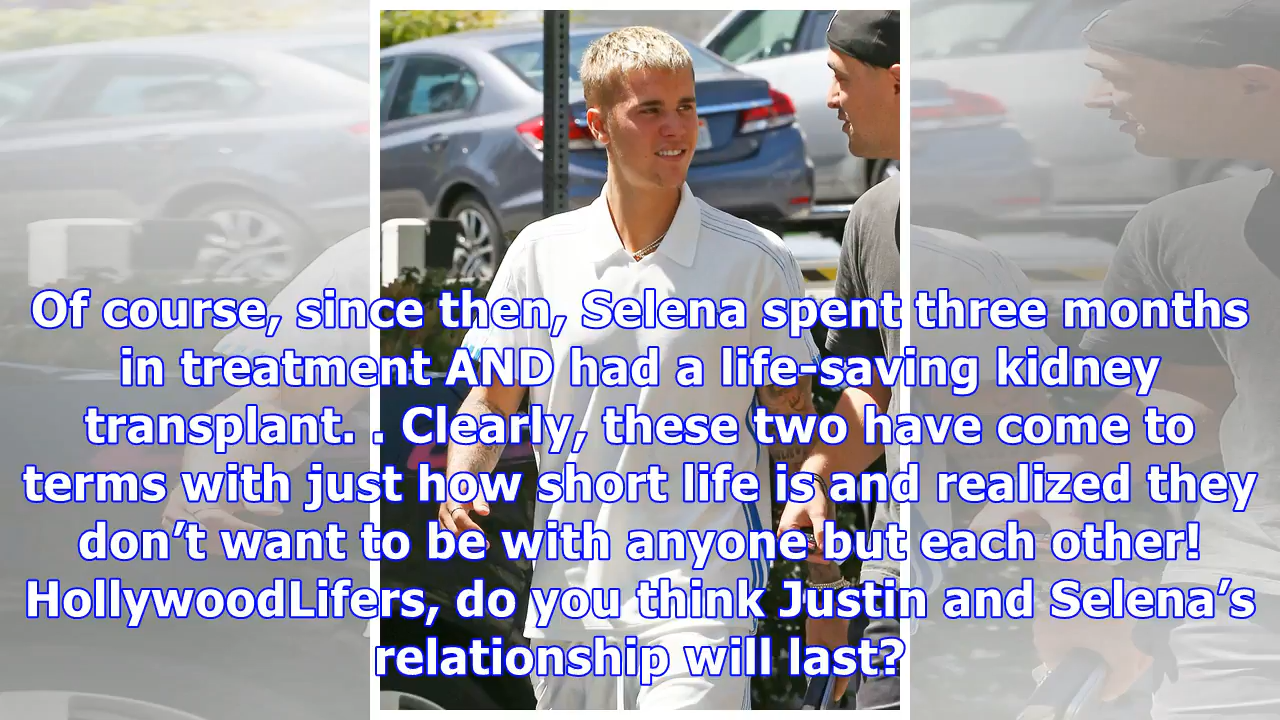 Of course, since then, Selena spent three months
in treatment AND had a life-saving kidney
transplant. . Clearly, these two have come to
terms with just how short life is and realized they
don’t want to be with anyone but each other!
HollywoodLifers, do you think Justin and Selena’s
relationship will last?